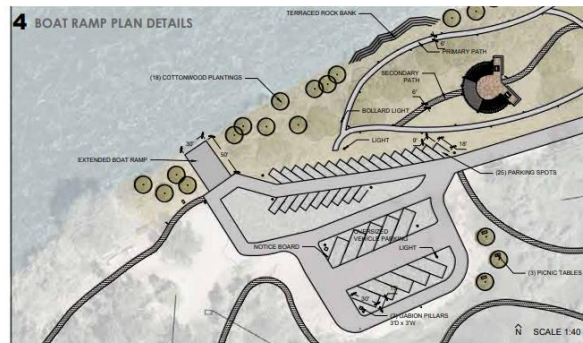 4 BOAT RAMP PLAN DETAILS
TERRACED ROCK BANK
6'
PRIMARY PATH
(18) COTTONWOOD PLANTINGS
SECONDARY
PATH
6'
BOLLARD LIGHT
30'
50'
LIGHT
9'
18'
EXTENDED BOAT RAMP
(25) PARKING SPOTS
OVERSIZED
VEHICLE PARKING
NOTICE BOARD
LIGHT
(3) PICNIC TABLES
GABION PILLARS
3'D x 3'W
N SCALE 1:40